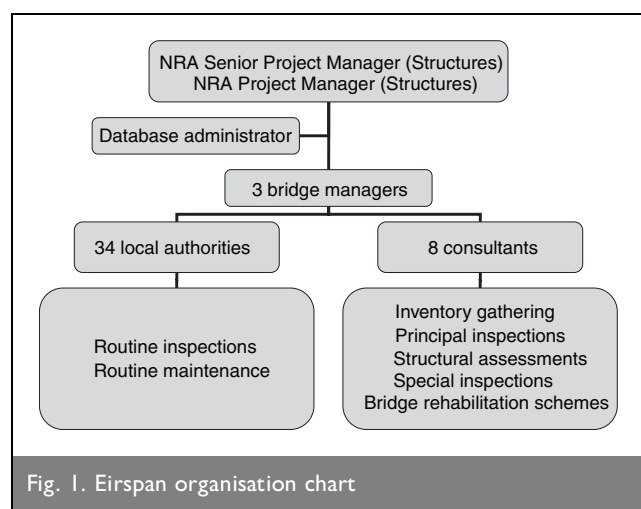 NRA Senior Project Manager (Structures)
NRA Project Manager (Structures)
Database administrator
3 bridge managers
34 local authorities
8 consultants
Routine inspections
Routine maintenance
Inventory gathering
Principal inspections
Structural assessments
Special inspections
Bridge rehabilitation schemes
Fig. 1. Eirspan organisation chart